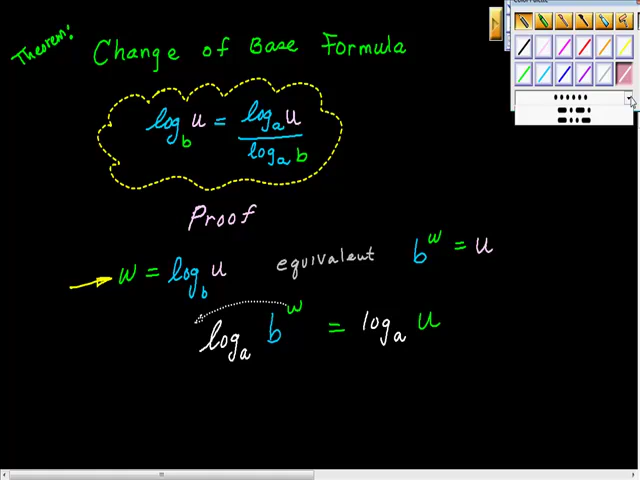 Theorem: Change of Base Formula
log_b u = log_a u / log_a b
Proof
w = log_b u equivalent b^w = u
log_a b^w = log_a u